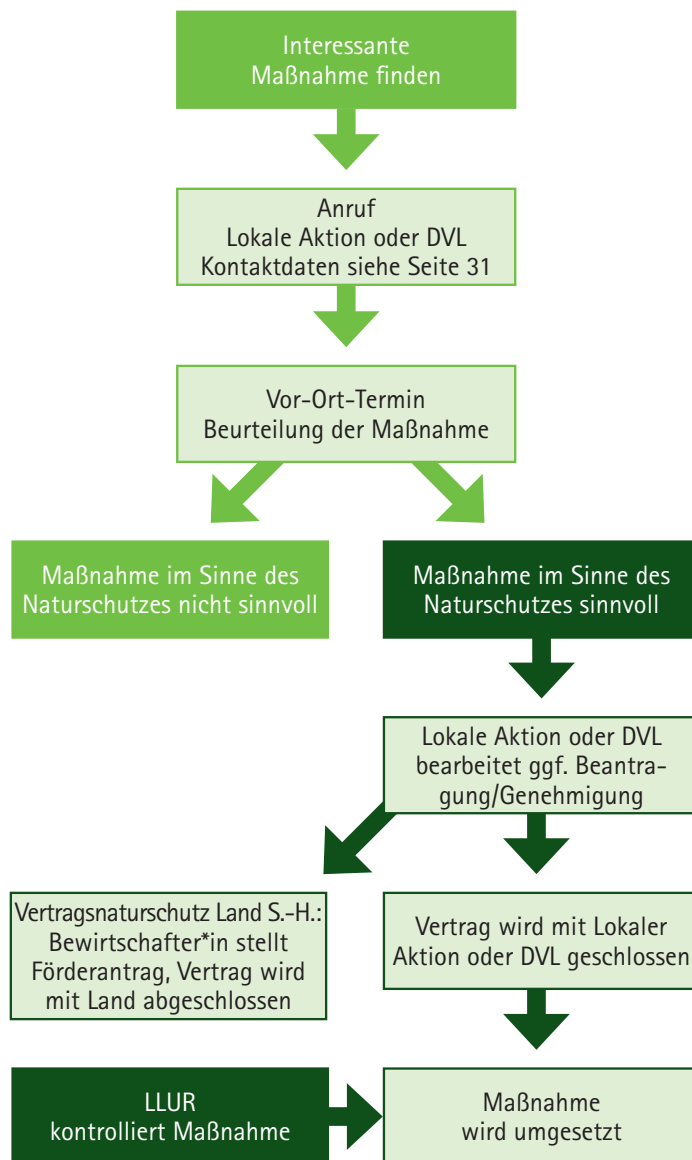 Interessante
Maßnahme finden
Anruf
Lokale Aktion oder DVL
Kontaktdaten siehe Seite 31
Vor-Ort-Termin
Beurteilung der Maßnahme
Maßnahme im Sinne des
Naturschutzes nicht sinnvoll
Maßnahme im Sinne des
Naturschutzes sinnvoll
Lokale Aktion oder DVL
bearbeitet ggf. Beantra-
gung/Genehmigung
Vertragsnaturschutz Land S.-H.:
Bewirtschafter*in stellt
Förderantrag, Vertrag wird
mit Land abgeschlossen
Vertrag wird mit Lokaler
Aktion oder DVL geschlossen
LLUR
kontrolliert Maßnahme
Maßnahme
wird umgesetzt